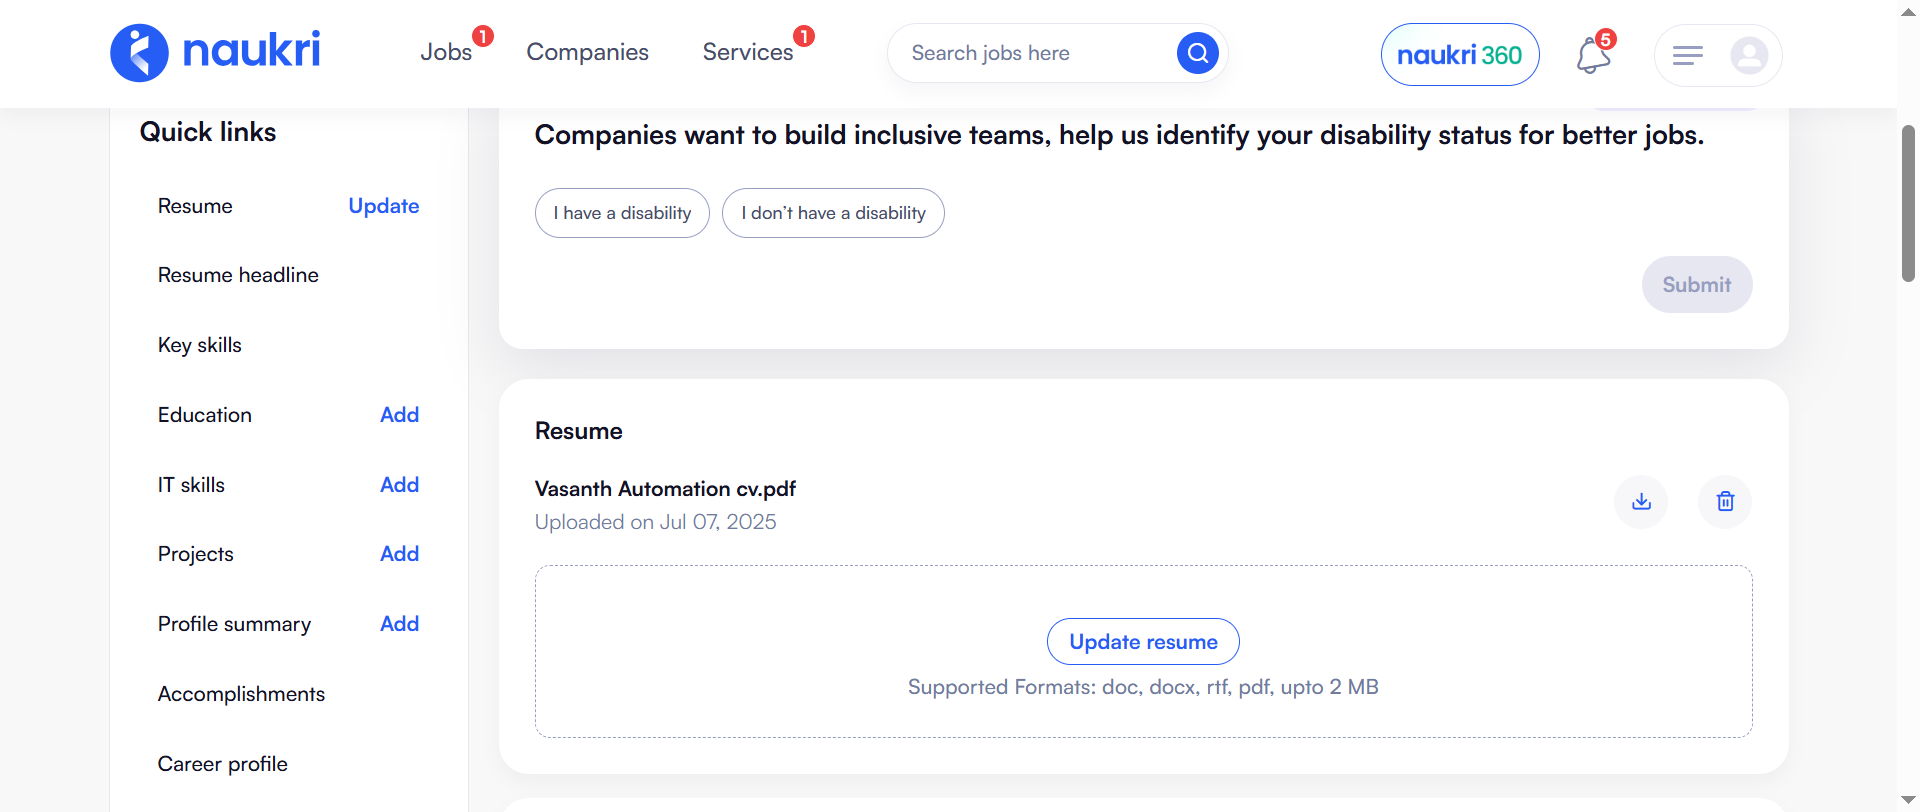 naukri
Jobs 1
Companies
Services 1
Search jobs here
naukri 360
5
Quick links
Resume Update
Resume headline
Key skills
Education Add
IT skills Add
Projects Add
Profile summary Add
Accomplishments
Career profile
Companies want to build inclusive teams, help us identify your disability status for better jobs.
I have a disability
I don’t have a disability
Submit
Resume
Vasanth Automation cv.pdf
Uploaded on Jul 07, 2025
Update resume
Supported Formats: doc, docx, rtf, pdf, upto 2 MB